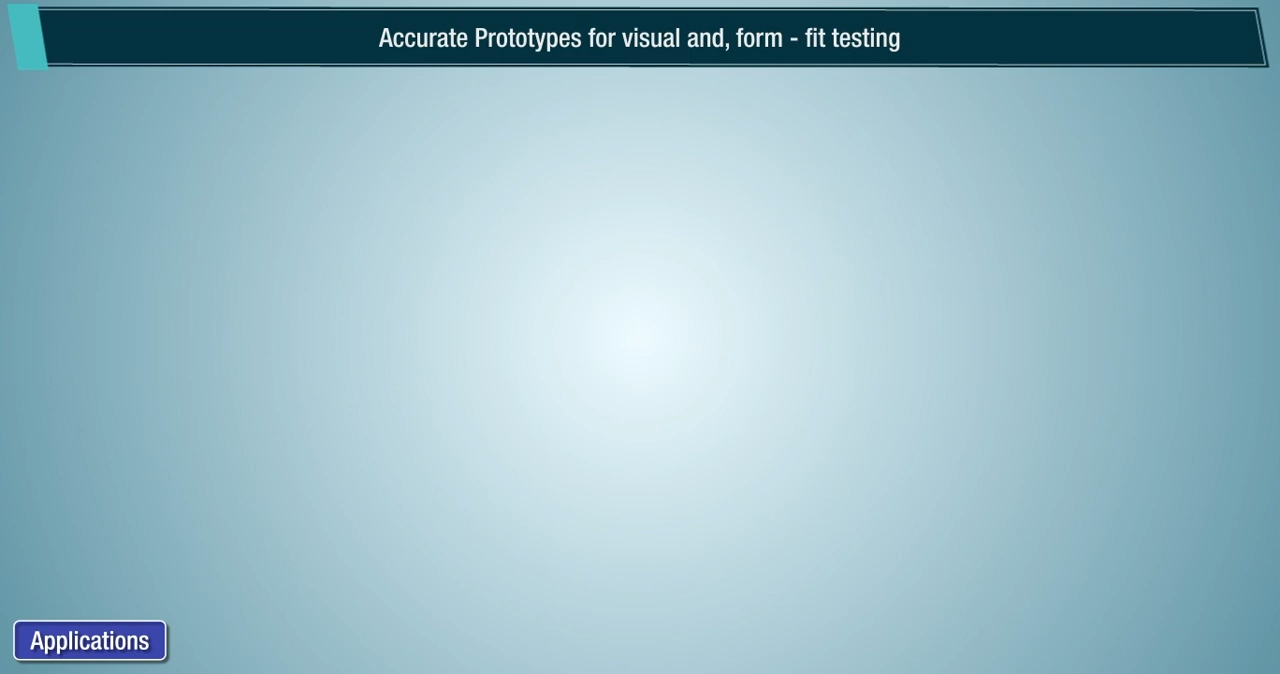 Accurate Prototypes for visual and, form - fit testing
Applications